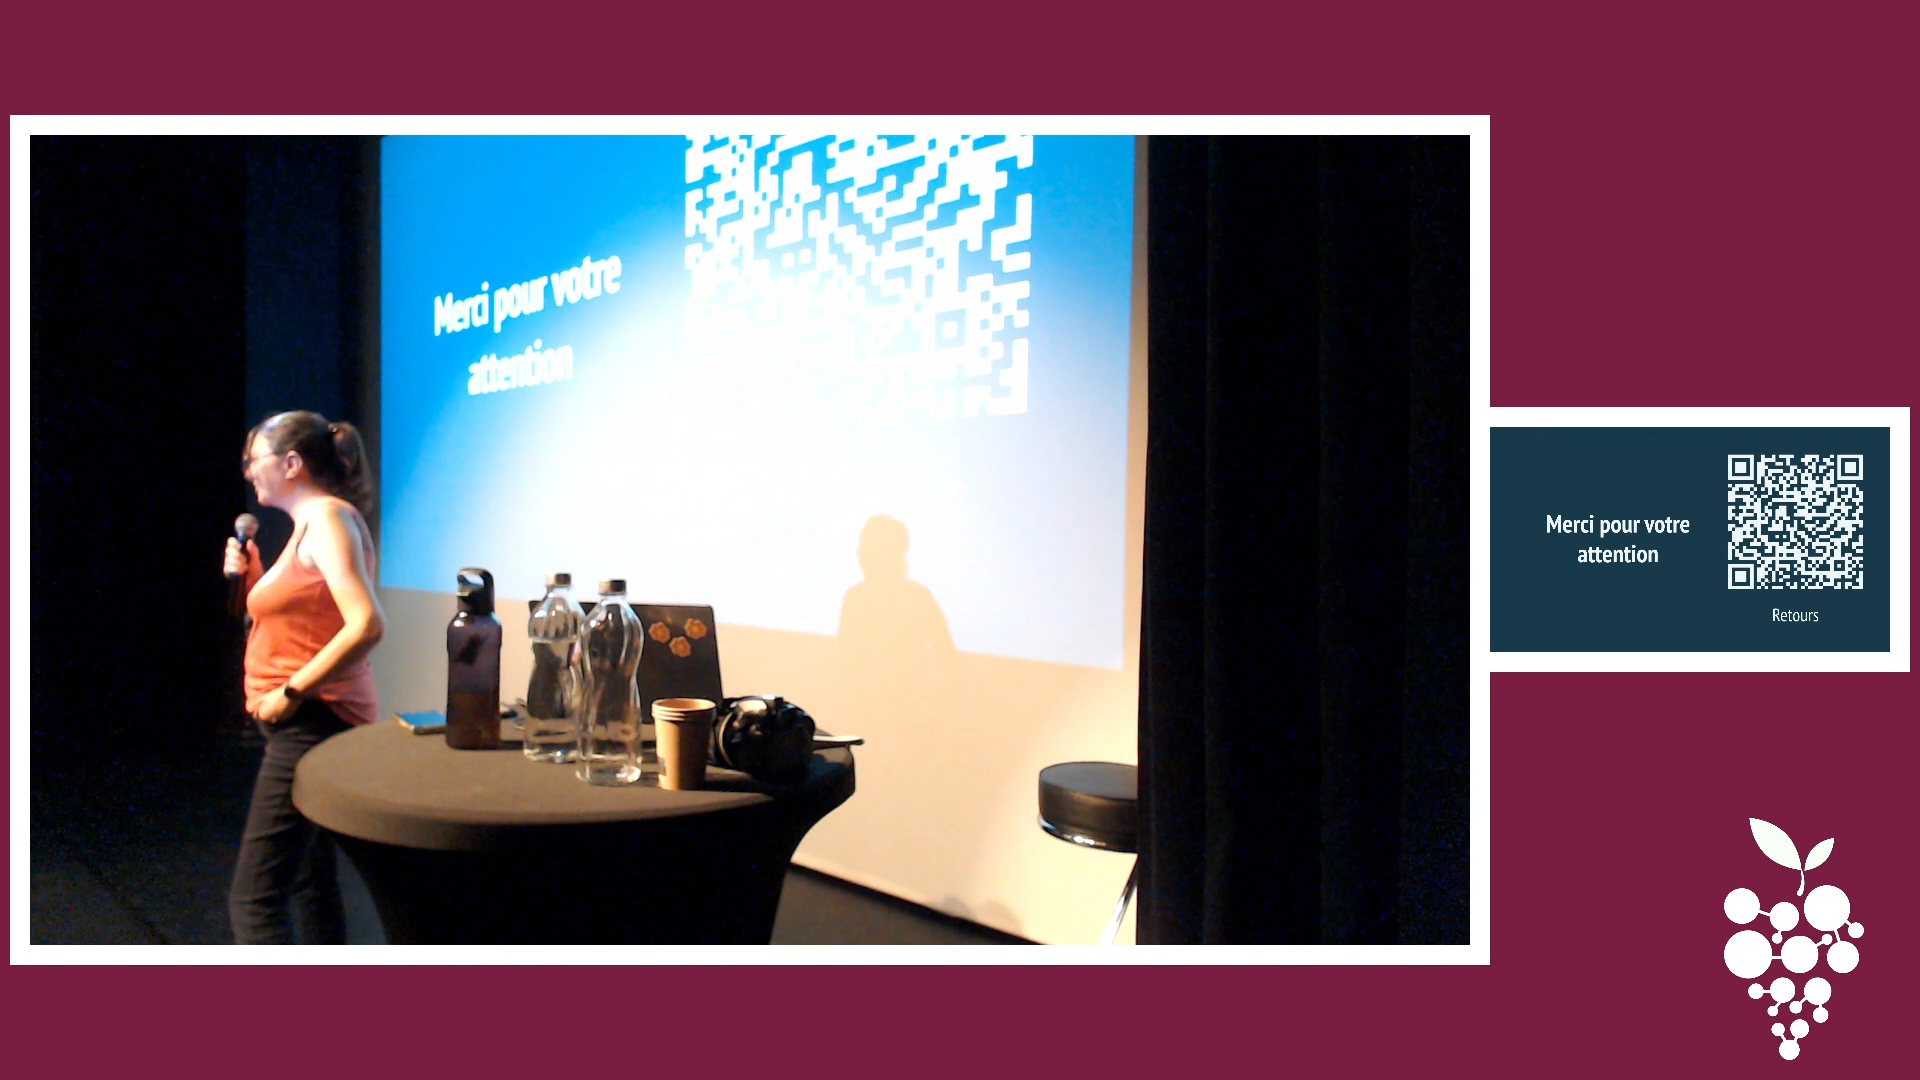 Merci pour votre
attention
Merci pour votre
attention
Retours